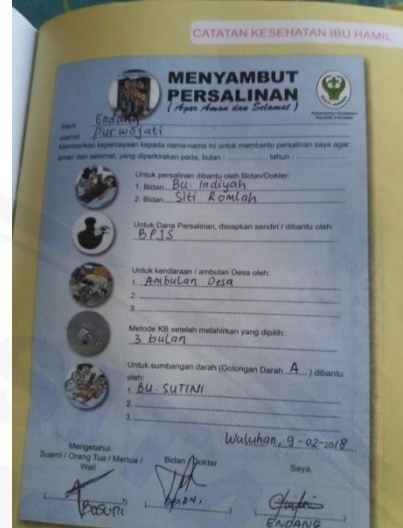 CATATAN KESEHATAN IBU HAMIL
MENYAMBUT
PERSALINAN
( Agar Aman dan Selamat )
Saya Endang
alamat Purwojati
Memberikan kepercayaan kepada nama-nama ini untuk membantu persalinan saya agar
aman dan selamat, yang diperkirakan pada, bulan : tahun :
Untuk persalinan dibantu oleh Bidan/Dokter:
1. Bidan Bu. Indiyah
2. Bidan Siti Romlah
Untuk Dana Persalinan, disiapkan sendiri / dibantu oleh:
BPJS
Untuk kendaraan / ambulan Desa oleh:
1. Ambulan Desa
2.
3.
Metode KB setelah melahirkan yang dipilih:
3 bulan
Untuk sumbangan darah (Golongan Darah A ) dibantu
oleh:
1. BU SUTINI
2.
3.
Wuluhan, 9-02-2018
Mengetahui
Suami / Orang Tua / Mertua /
Wali
Bidan / Dokter
Saya,
ENDANG